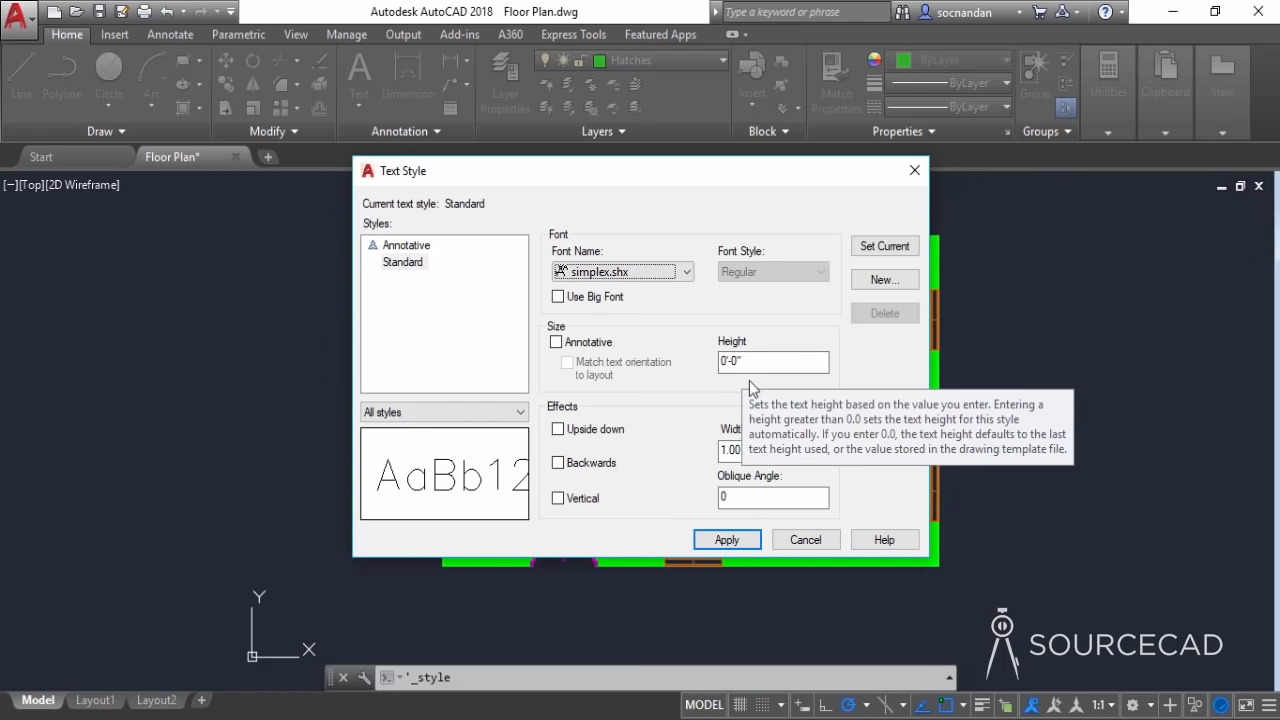 Autodesk AutoCAD 2018 Floor Plan.dwg
Type a keyword or phrase
socnandan
Home Insert Annotate Parametric View Manage Output Add-ins A360 Express Tools Featured Apps
Line Polyline Circle Arc
Text Dimension
Layer Properties
Hatches
Insert
Match Properties
ByLayer
ByLayer
ByLayer
Group
Utilities
Clipboard
View
Draw Modify Annotation Layers Block Properties Groups
Start Floor Plan*
[−][Top][2D Wireframe]
Text Style
Current text style: Standard
Styles:
Annotative
Standard
All styles
AaBb12
Font
Font Name:
simplex.shx
Font Style:
Regular
Use Big Font
Size
Annotative
Match text orientation
to layout
Height
0'-0"
Effects
Upside down
Backwards
Vertical
1.00
Oblique Angle:
0
Set Current
New...
Delete
Sets the text height based on the value you enter. Entering a
height greater than 0.0 sets the text height for this style
automatically. If you enter 0.0, the text height defaults to the last
text height used, or the value stored in the drawing template file.
Apply Cancel Help
Y
X
SOURCECAD
'_style
Model Layout1 Layout2
MODEL
1:1